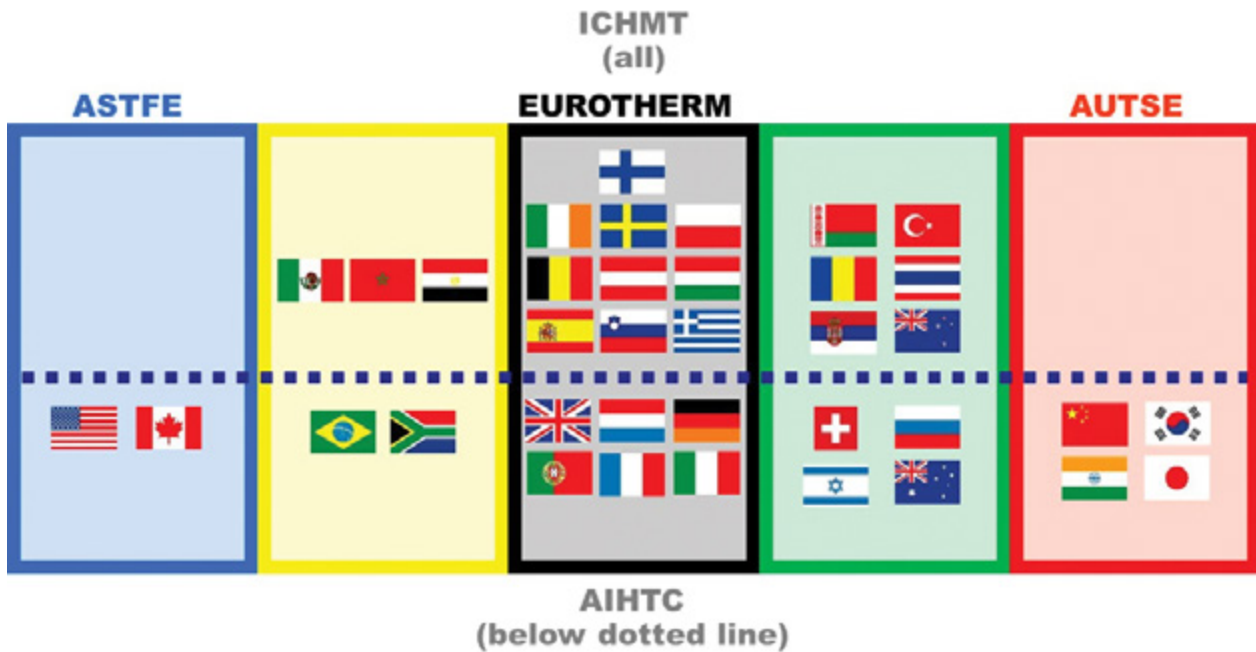 ICHMT
(all)
ASTFE EUROTHERM AUTSE
AIHTC
(below dotted line)